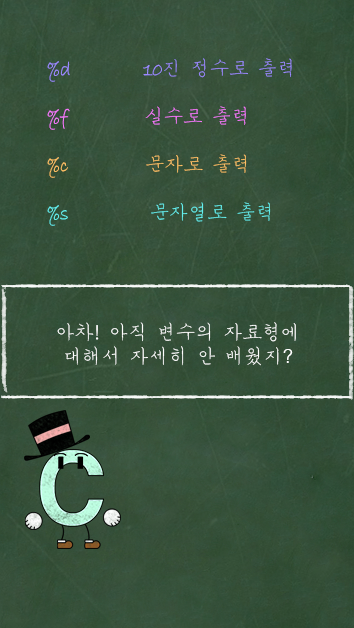 %d 10진 정수로 출력
%f 실수로 출력
%c 문자로 출력
%s 문자열로 출력
아차! 아직 변수의 자료형에
대해서 자세히 안 배웠지?
C